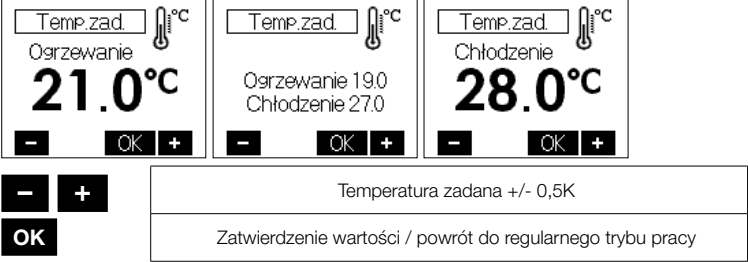 Temp.zad. °C
Ogrzewanie
21.0°C
- OK +
Temp.zad. °C
Ogrzewanie 19.0
Chłodzenie 27.0
- OK +
Temp.zad. °C
Chłodzenie
28.0°C
- OK +
- + Temperatura zadana +/- 0,5K
OK Zatwierdzenie wartości / powrót do regularnego trybu pracy